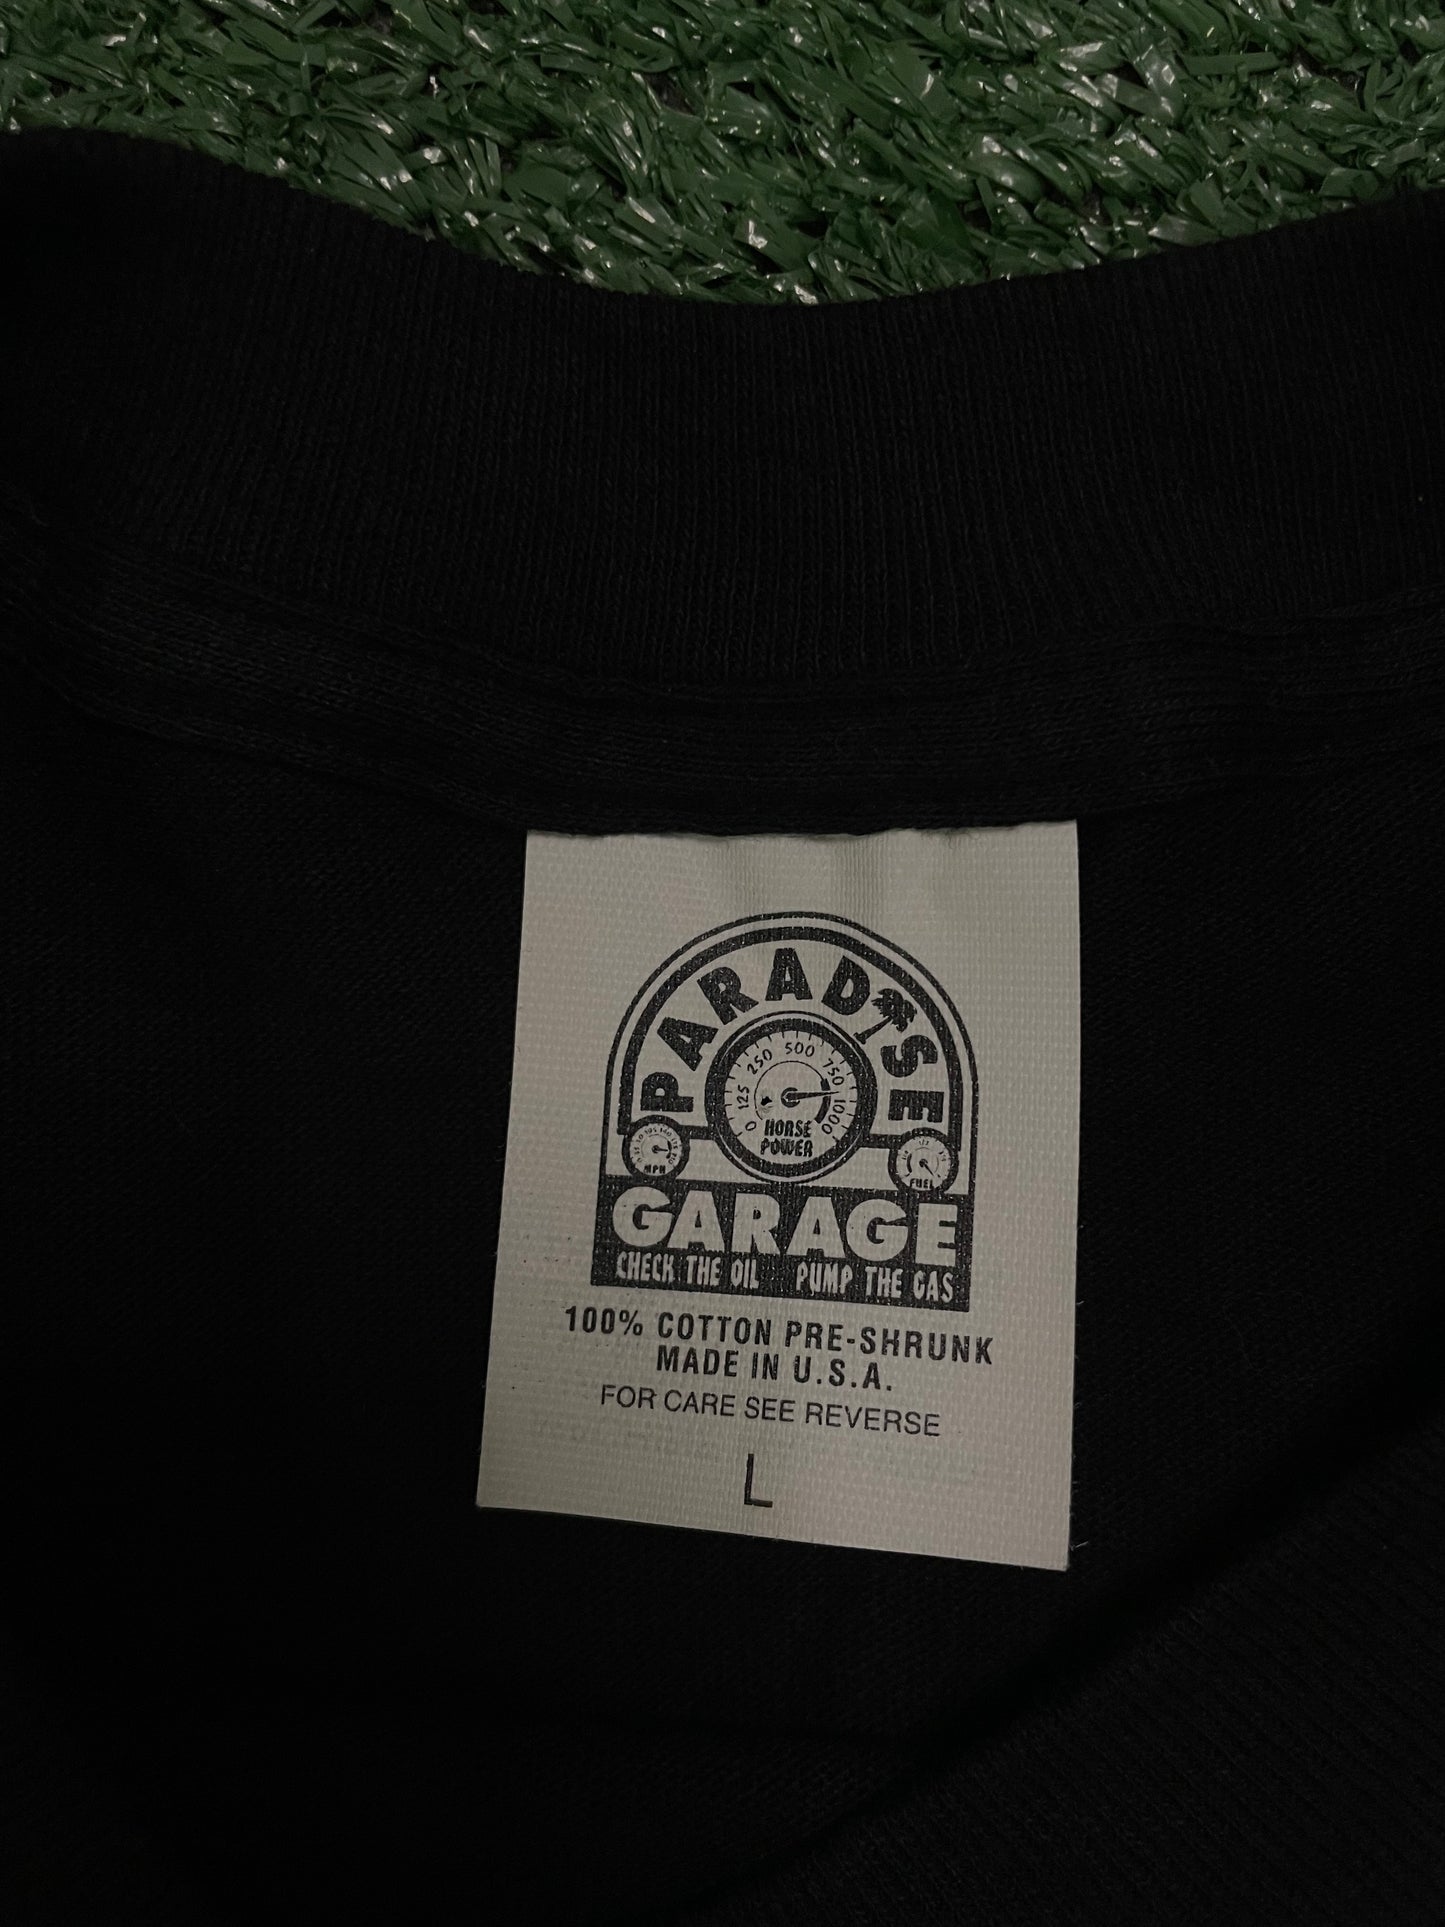 PARADISE
0 125 250 500 750 1000
HORSE
POWER
MPH
FUEL
GARAGE
CHECK THE OIL PUMP THE GAS
100% COTTON PRE-SHRUNK
MADE IN U.S.A.
FOR CARE SEE REVERSE
L